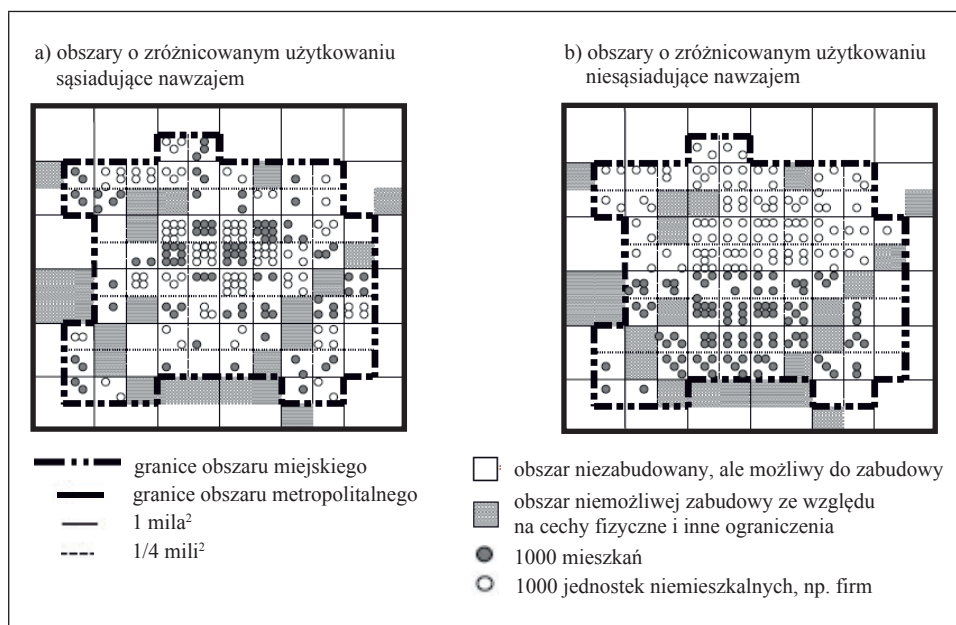 a) obszary o zróżnicowanym użytkowaniu
sąsiadujące nawzajem
b) obszary o zróżnicowanym użytkowaniu
niesąsiadujące nawzajem
granice obszaru miejskiego
granice obszaru metropolitalnego
1 mila²
1/4 mili²
obszar niezabudowany, ale możliwy do zabudowy
obszar niemożliwej zabudowy ze względu
na cechy fizyczne i inne ograniczenia
1000 mieszkań
1000 jednostek niemieszkalnych, np. firm